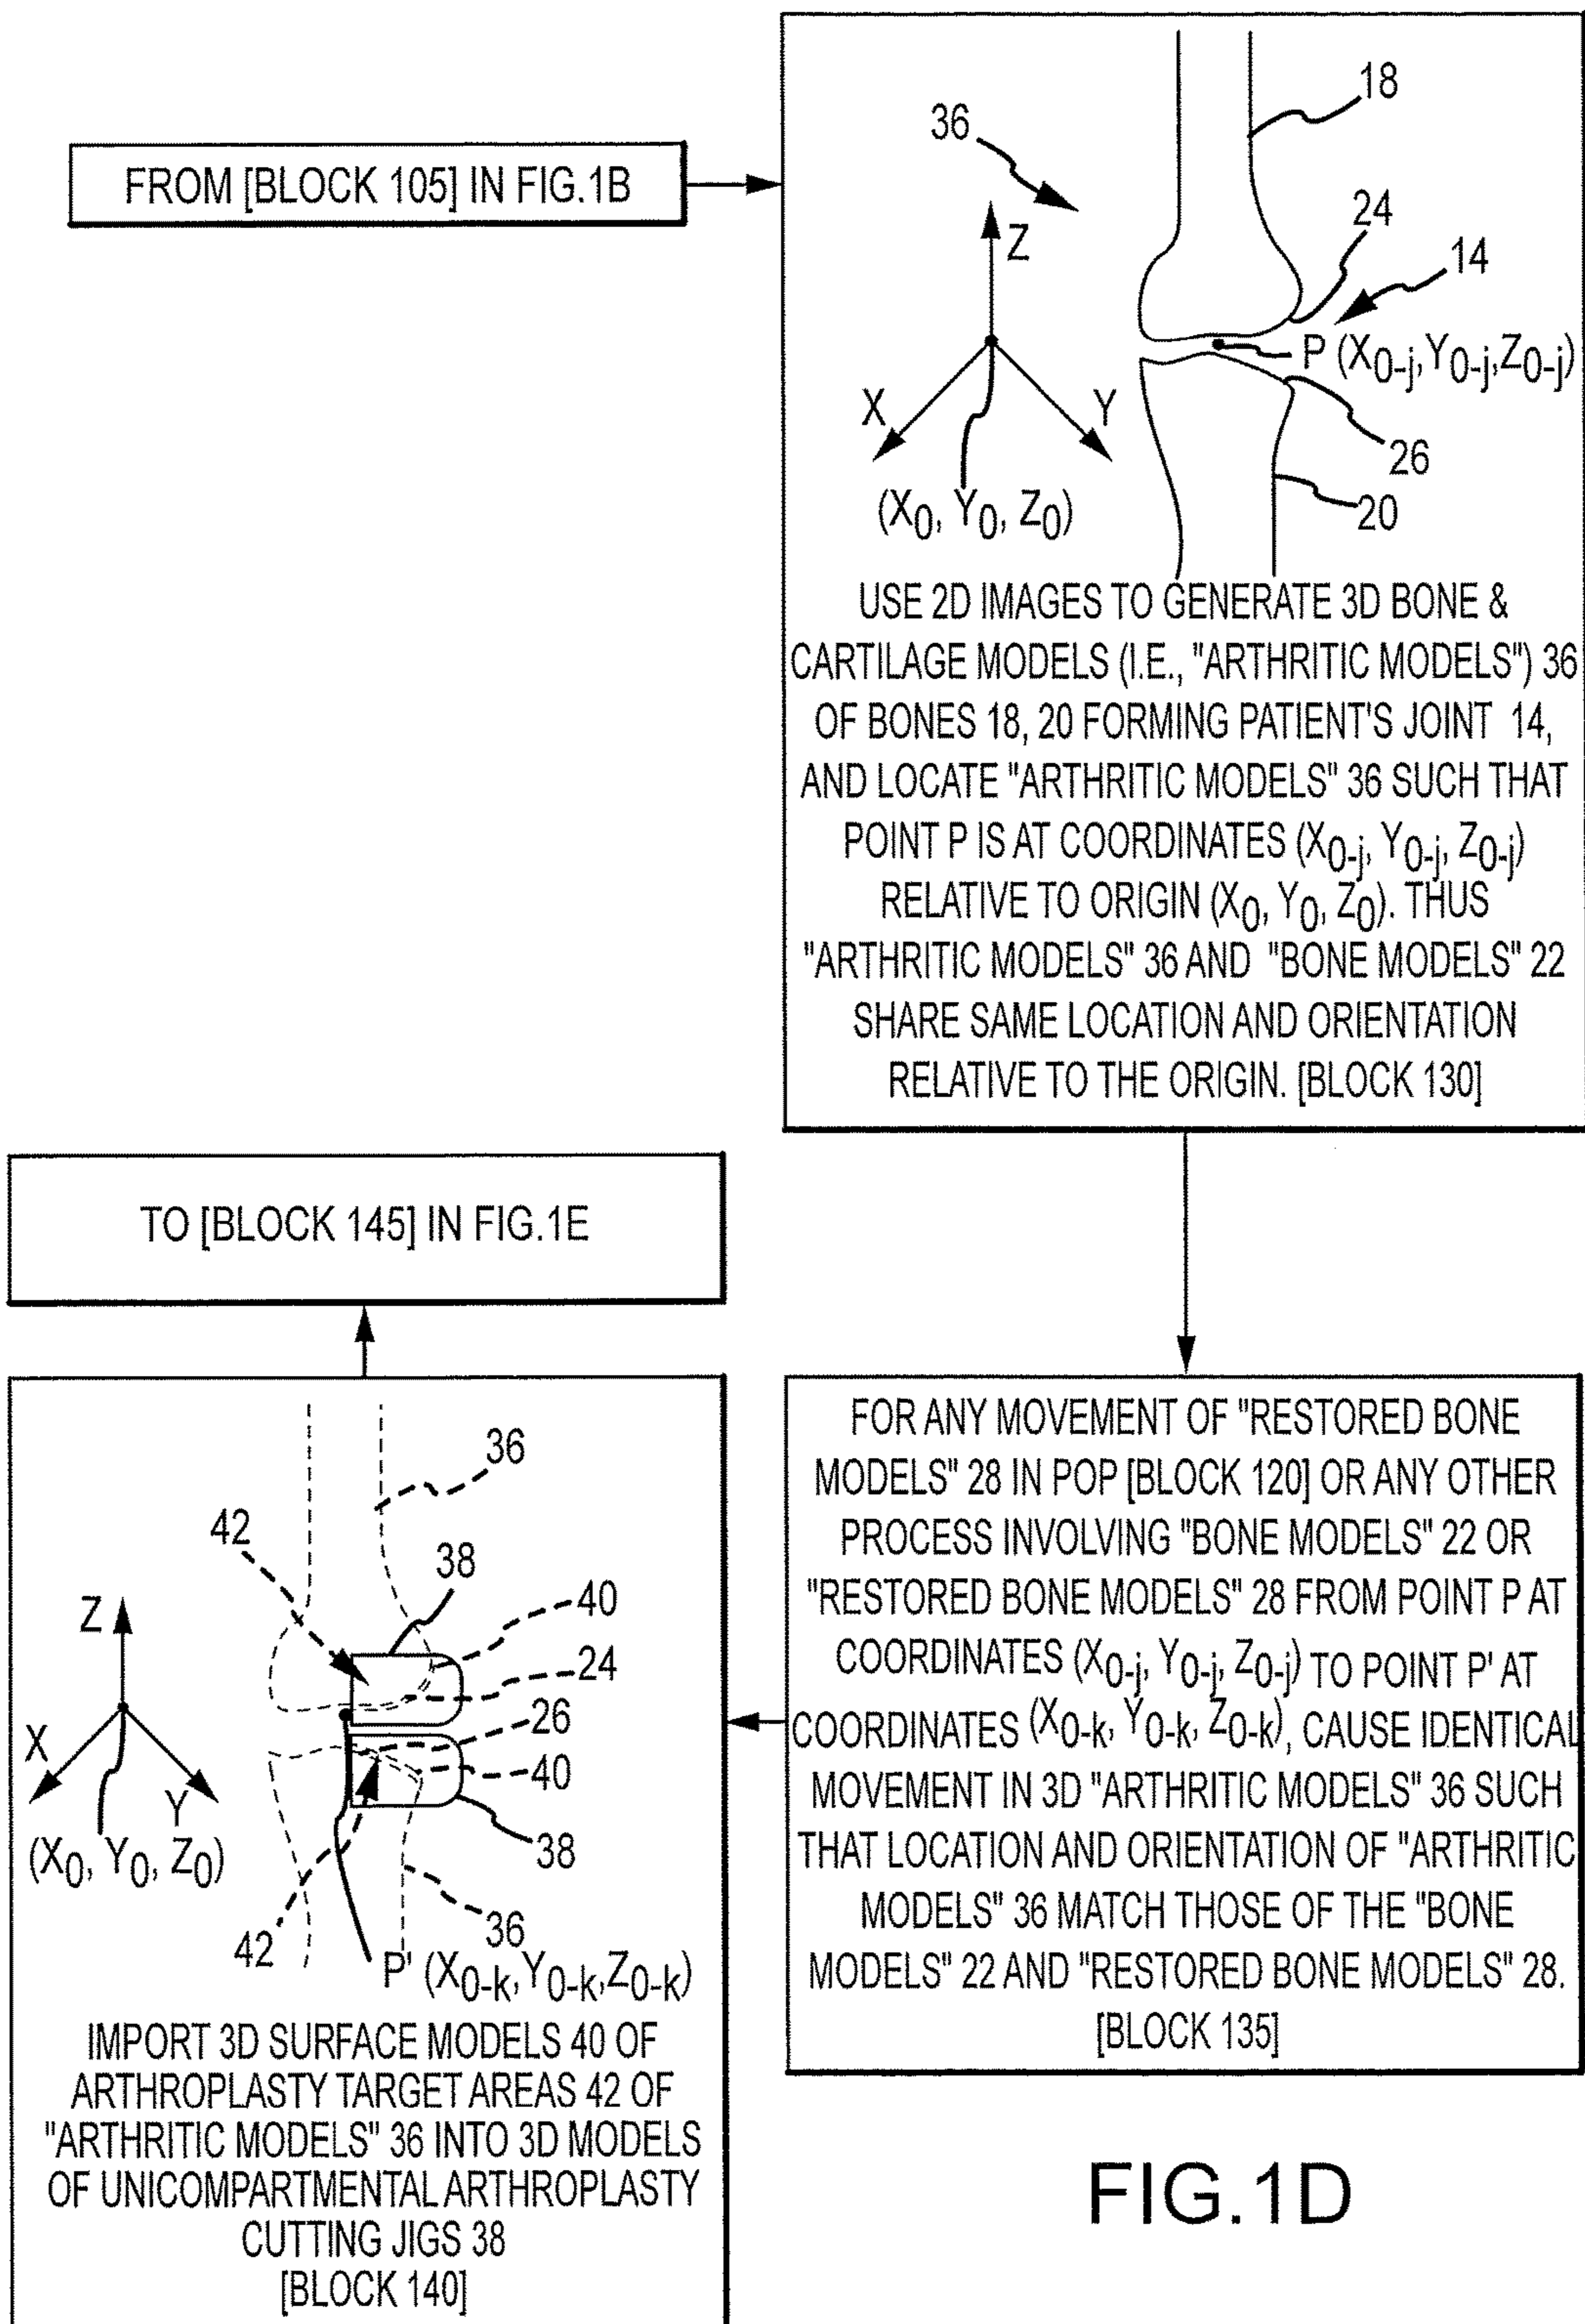 FROM [BLOCK 105] IN FIG.1B
18
36
24
Z
14
P (X0-j,Y0-j,Z0-j)
X
Y
26
(X0, Y0, Z0)
20
USE 2D IMAGES TO GENERATE 3D BONE &
CARTILAGE MODELS (I.E., "ARTHRITIC MODELS") 36
OF BONES 18, 20 FORMING PATIENT'S JOINT 14,
AND LOCATE "ARTHRITIC MODELS" 36 SUCH THAT
POINT P IS AT COORDINATES (X0-j, Y0-j, Z0-j)
RELATIVE TO ORIGIN (X0, Y0, Z0). THUS
"ARTHRITIC MODELS" 36 AND "BONE MODELS" 22
SHARE SAME LOCATION AND ORIENTATION
RELATIVE TO THE ORIGIN. [BLOCK 130]
FOR ANY MOVEMENT OF "RESTORED BONE
MODELS" 28 IN POP [BLOCK 120] OR ANY OTHER
PROCESS INVOLVING "BONE MODELS" 22 OR
"RESTORED BONE MODELS" 28 FROM POINT P AT
COORDINATES (X0-j, Y0-j, Z0-j) TO POINT P' AT
COORDINATES (X0-k, Y0-k, Z0-k), CAUSE IDENTICAL
MOVEMENT IN 3D "ARTHRITIC MODELS" 36 SUCH
THAT LOCATION AND ORIENTATION OF "ARTHRITIC
MODELS" 36 MATCH THOSE OF THE "BONE
MODELS" 22 AND "RESTORED BONE MODELS" 28.
[BLOCK 135]
36
42
38
40
Z
24
26
X
40
Y
(X0, Y0, Z0)
38
36
42
P' (X0-k,Y0-k,Z0-k)
IMPORT 3D SURFACE MODELS 40 OF
ARTHROPLASTY TARGET AREAS 42 OF
"ARTHRITIC MODELS" 36 INTO 3D MODELS
OF UNICOMPARTMENTAL ARTHROPLASTY
CUTTING JIGS 38
[BLOCK 140]
TO [BLOCK 145] IN FIG.1E
FIG.1D